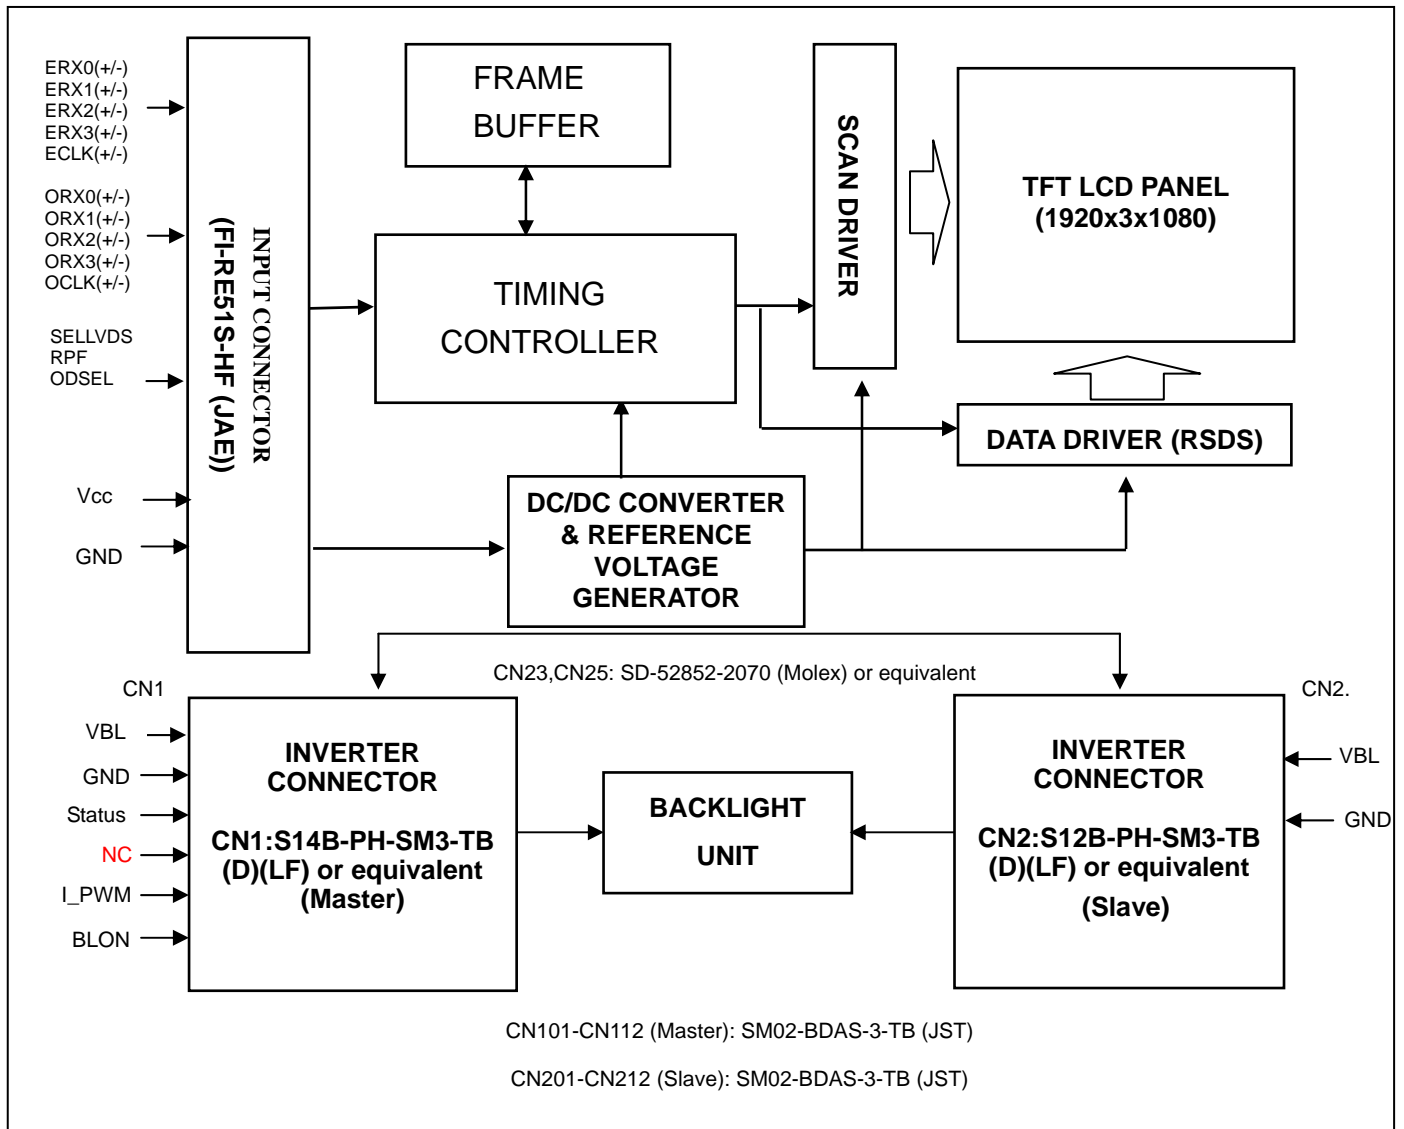 ERX0(+/-)
ERX1(+/-)
ERX2(+/-)
ERX3(+/-)
ECLK(+/-)
ORX0(+/-)
ORX1(+/-)
ORX2(+/-)
ORX3(+/-)
OCLK(+/-)
SELLVDS
RPF
ODSEL
Vcc
GND
INPUT CONNECTOR
(FI-RE51S-HF (JAE))
FRAME
BUFFER
TIMING
CONTROLLER
SCAN DRIVER
TFT LCD PANEL
(1920x3x1080)
DATA DRIVER (RSDS)
DC/DC CONVERTER
& REFERENCE
VOLTAGE
GENERATOR
CN23,CN25: SD-52852-2070 (Molex) or equivalent
CN1
VBL
GND
Status
NC
I_PWM
BLON
INVERTER
CONNECTOR
CN1:S14B-PH-SM3-TB
(D)(LF) or equivalent
(Master)
BACKLIGHT
UNIT
CN2.
INVERTER
CONNECTOR
CN2:S12B-PH-SM3-TB
(D)(LF) or equivalent
(Slave)
VBL
GND
CN101-CN112 (Master): SM02-BDAS-3-TB (JST)
CN201-CN212 (Slave): SM02-BDAS-3-TB (JST)